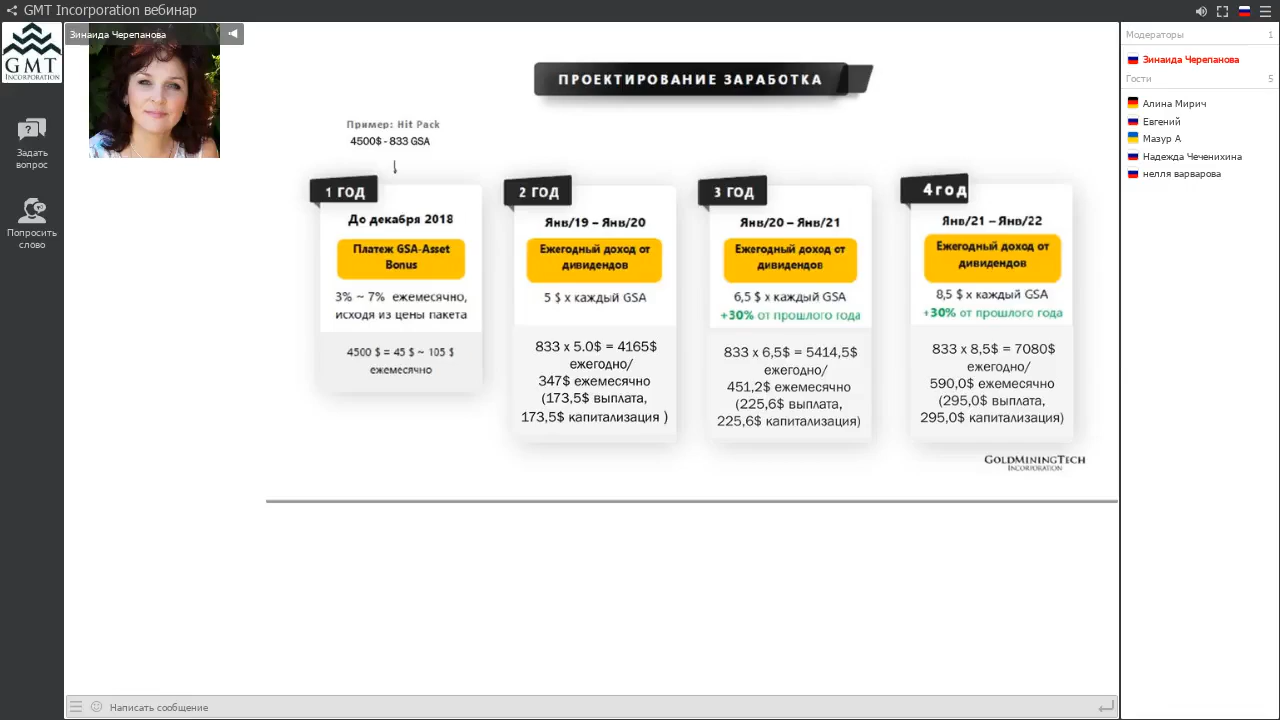 GMT Incorporation вебинар
GMT
INCORPORATION
Задать
вопрос
Попросить
слово
Зинаида Черепанова
ПРОЕКТИРОВАНИЕ ЗАРАБОТКА
Пример: Hit Pack
4500$ - 833 GSA
1 ГОД
До декабря 2018
Платеж GSA-Asset
Bonus
3% ~ 7% ежемесячно,
исходя из цены пакета
4500 $ = 45 $ ~ 105 $
ежемесячно
2 ГОД
Янв/19 – Янв/20
Ежегодный доход от
дивидендов
5 $ x каждый GSA
833 x 5.0$ = 4165$
ежегодно/
347$ ежемесячно
(173,5$ выплата,
173,5$ капитализация )
3 ГОД
Янв/20 – Янв/21
Ежегодный доход от
дивидендов
6,5 $ x каждый GSA
+30% от прошлого года
833 x 6,5$ = 5414,5$
ежегодно/
451,2$ ежемесячно
(225,6$ выплата,
225,6$ капитализация)
4 год
Янв/21 – Янв/22
Ежегодный доход от
дивидендов
8,5 $ x каждый GSA
+30% от прошлого года
833 x 8,5$ = 7080$
ежегодно/
590,0$ ежемесячно
(295,0$ выплата,
295,0$ капитализация)
GOLDMININGTECH
INCORPORATION
Написать сообщение
Модераторы 1
Зинаида Черепанова
Гости 5
Алина Мирич
Евгений
Мазур А
Надежда Чеченихина
нелля варварова